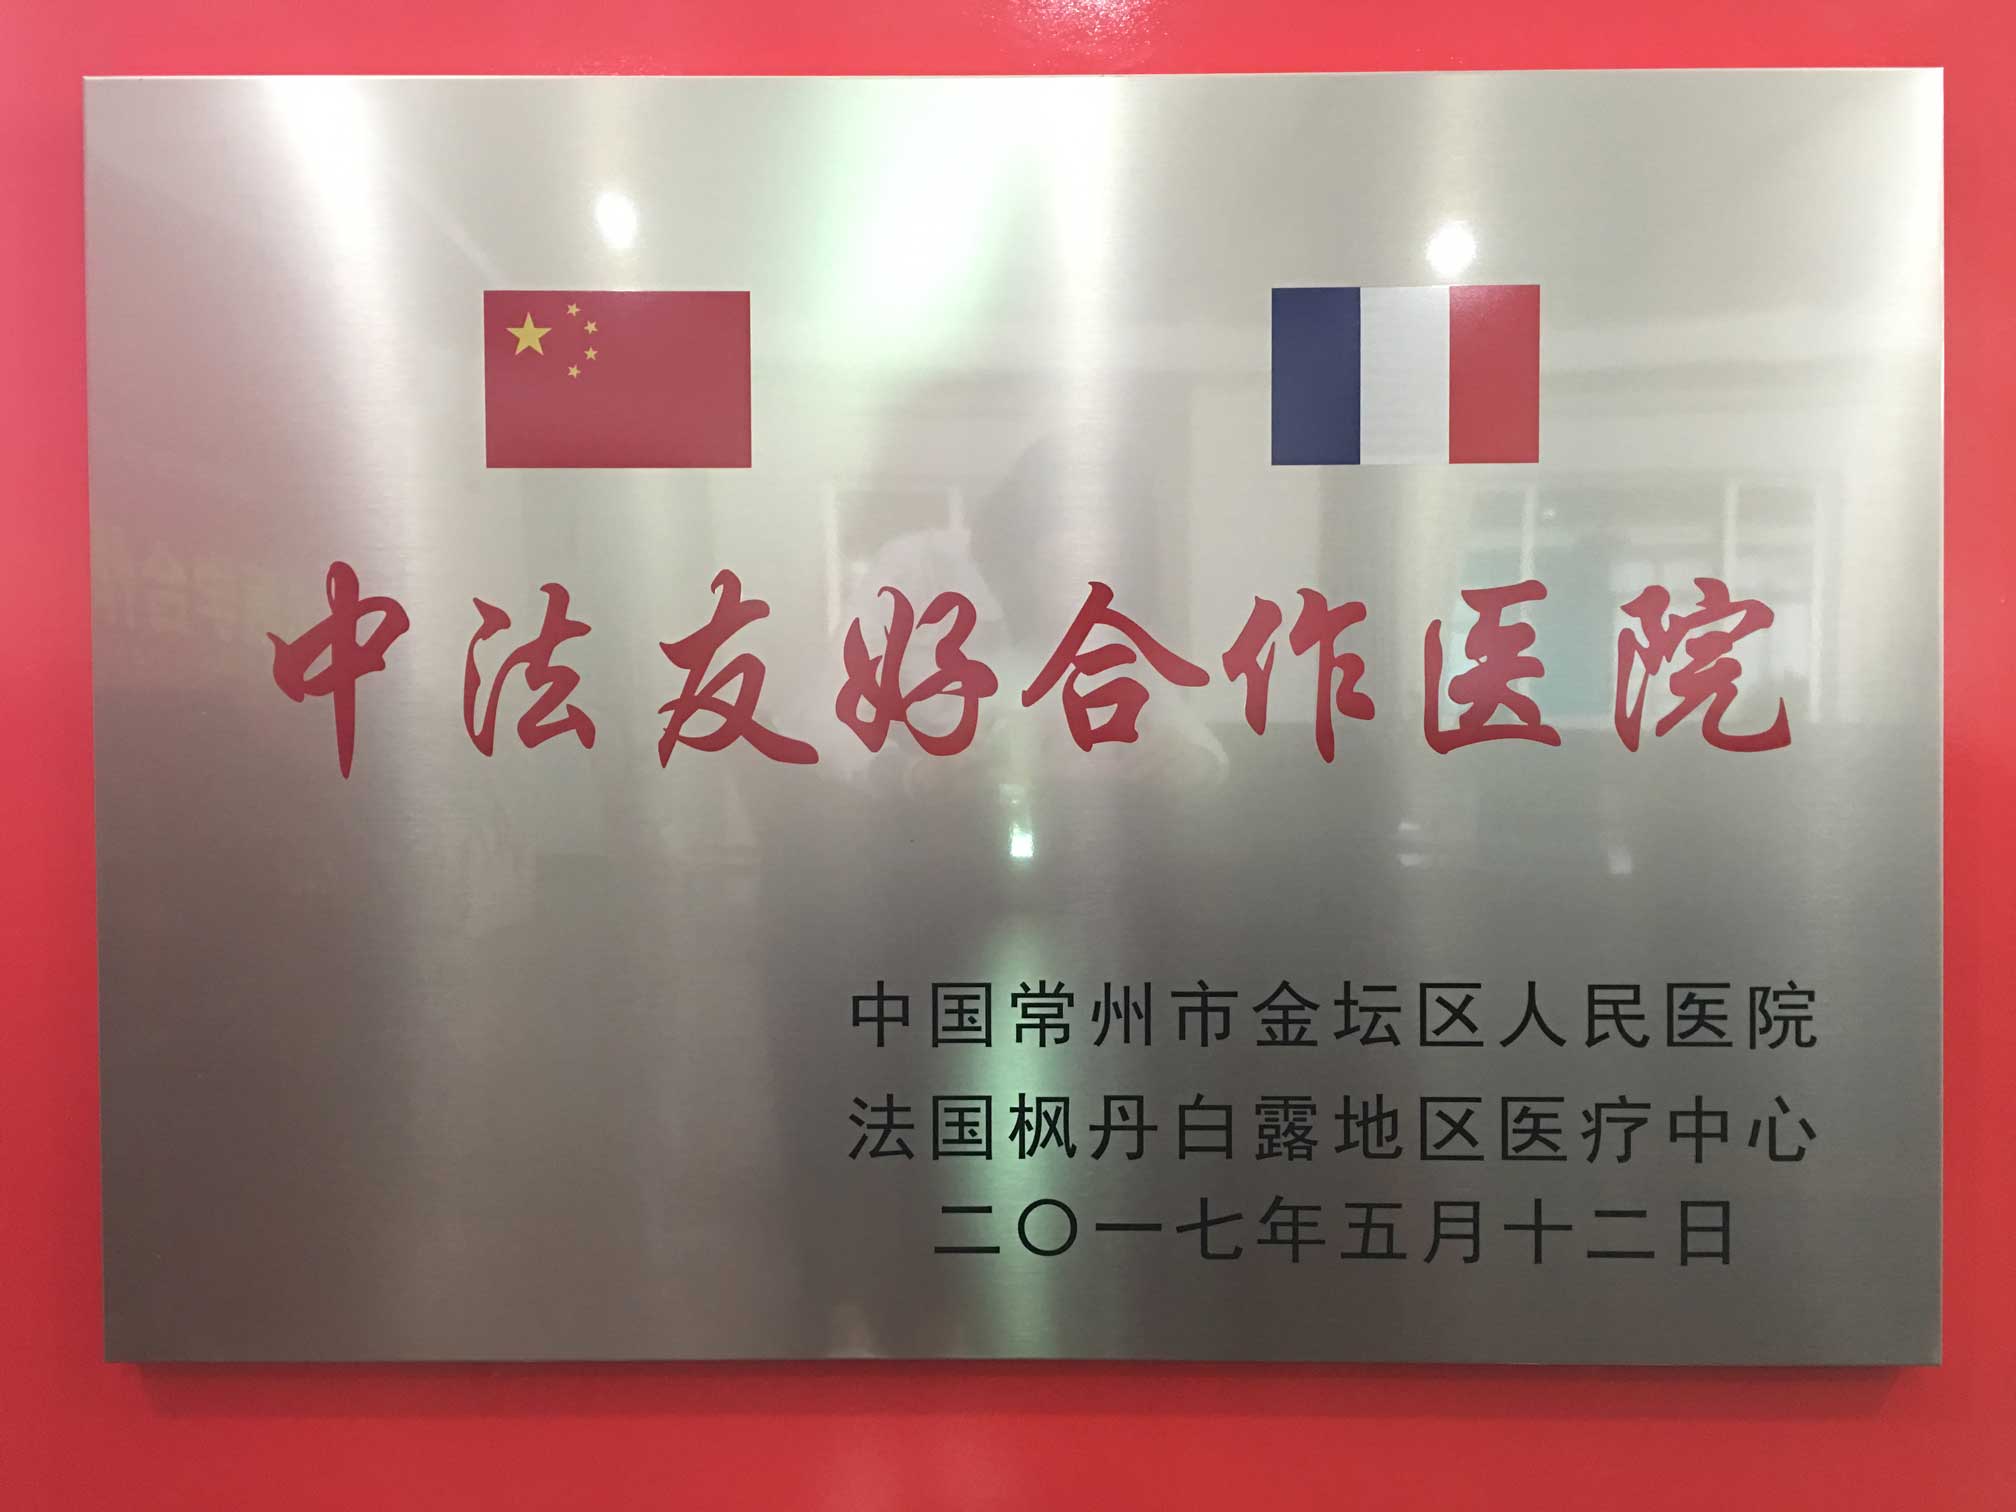 中法友好合作医院
中国常州市金坛区人民医院
法国枫丹白露地区医疗中心
二〇一七年五月十二日